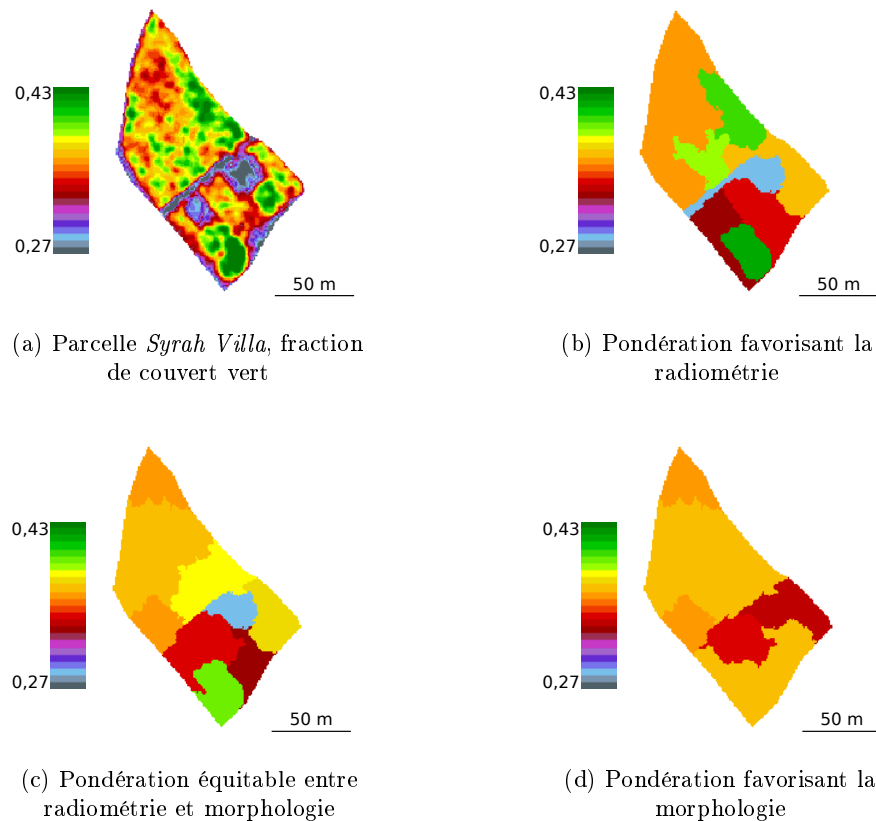 0,43
0,27
50 m
(a) Parcelle Syrah Villa, fraction
de couvert vert
0,43
0,27
50 m
(b) Pondération favorisant la
radiométrie
0,43
0,27
50 m
(c) Pondération équitable entre
radiométrie et morphologie
0,43
0,27
50 m
(d) Pondération favorisant la
morphologie